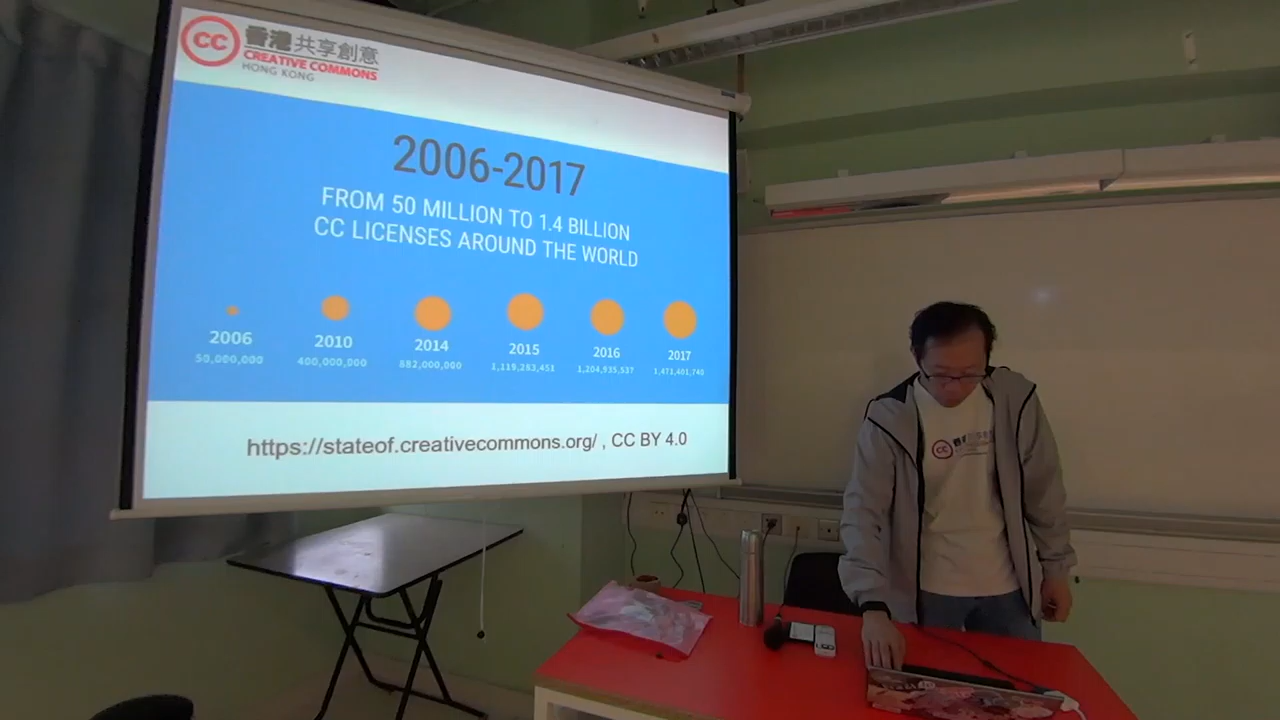 cc 香港共享創意
CREATIVE COMMONS
HONG KONG
2006-2017
FROM 50 MILLION TO 1.4 BILLION
CC LICENSES AROUND THE WORLD
2006 2010 2014 2015 2016 2017
50,000,000 400,000,000 882,000,000 1,119,283,451 1,204,935,537 1,471,401,740
https://stateof.creativecommons.org/ , CC BY 4.0
cc